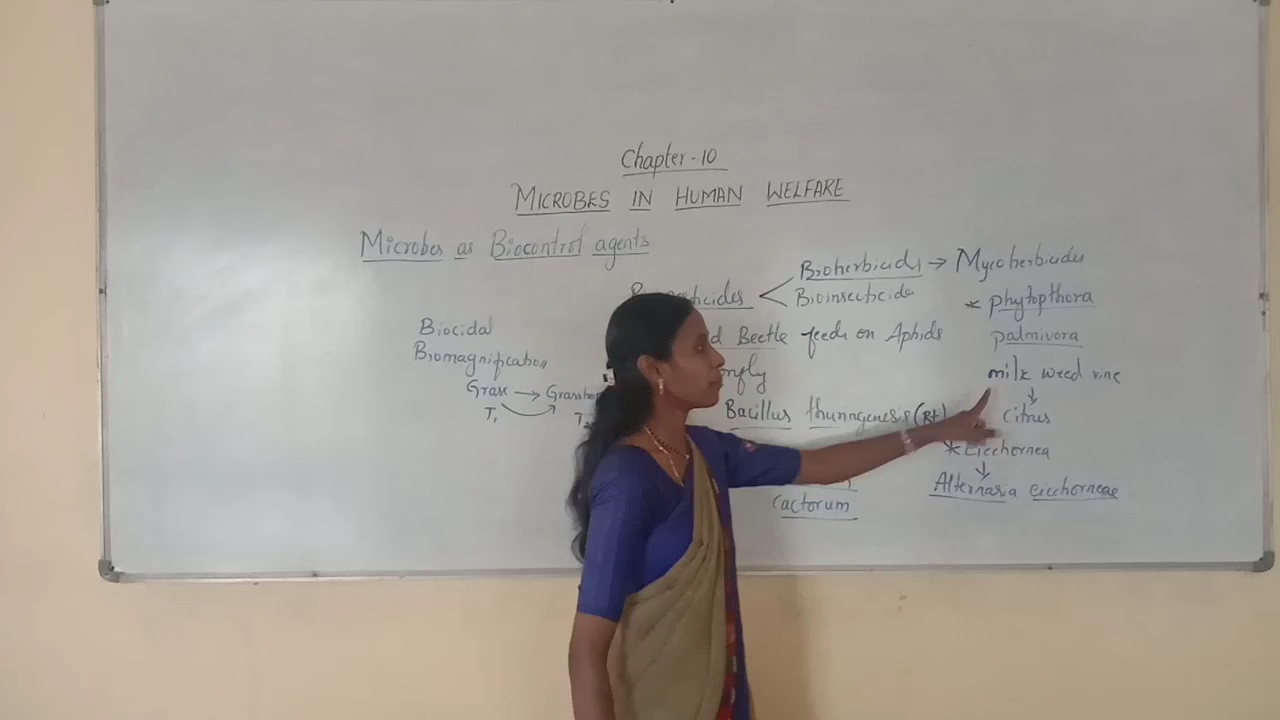 Chapter-10
MICROBES IN HUMAN WELFARE
Microbes as Biocontrol agents
Biocidal
Biomagnification
Grass → Grasshop
T1
Bioherbicides → Mycoherbicides
Bioinsecticide
Beetle feeds on Aphids
Bacillus thuringenesis (Bt)
cactorum
* phytopthora
palmivora
milk weed vine
↓
citrus
* Eicchornea
↓
Alternaria eicchorneae